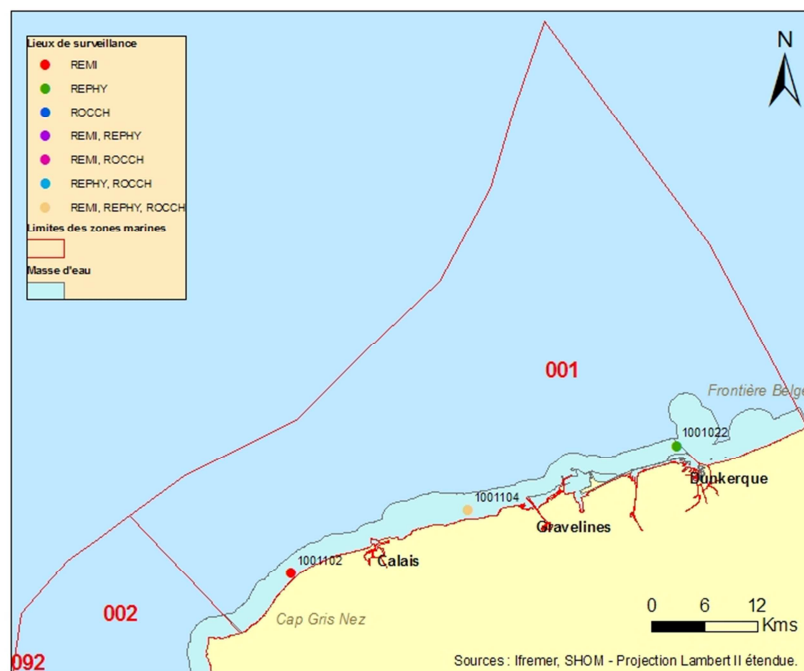 Lieux de surveillance
REMI
REPHY
ROCCH
REMI, REPHY
REMI, ROCCH
REPHY, ROCCH
REMI, REPHY, ROCCH
Limites des zones marines
Masse d'eau
N
001
Frontière Belge
1001022
Dunkerque
1001104
Gravelines
1001102
Calais
Cap Gris Nez
002
092
0 6 12
Kms
Sources : Ifremer, SHOM - Projection Lambert II étendue.